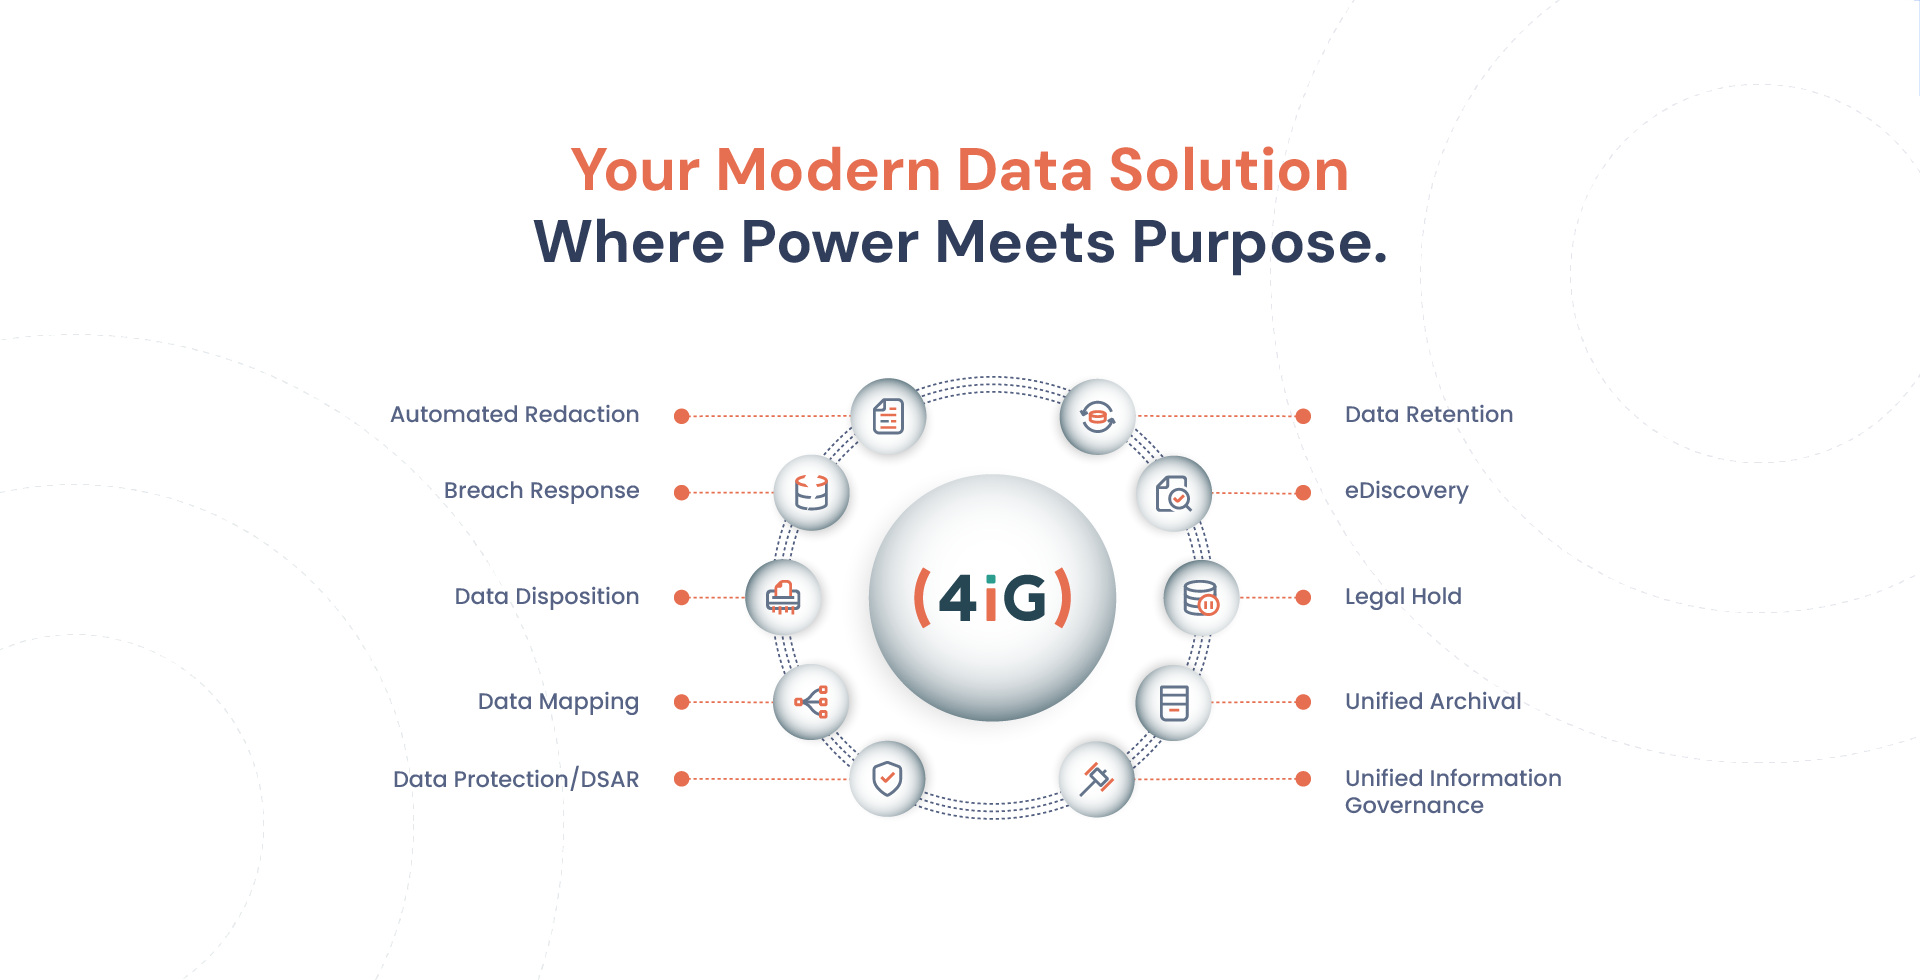 Your Modern Data Solution
Where Power Meets Purpose.
Automated Redaction
Breach Response
Data Disposition
Data Mapping
Data Protection/DSAR
(4iG)
Data Retention
eDiscovery
Legal Hold
Unified Archival
Unified Information
Governance